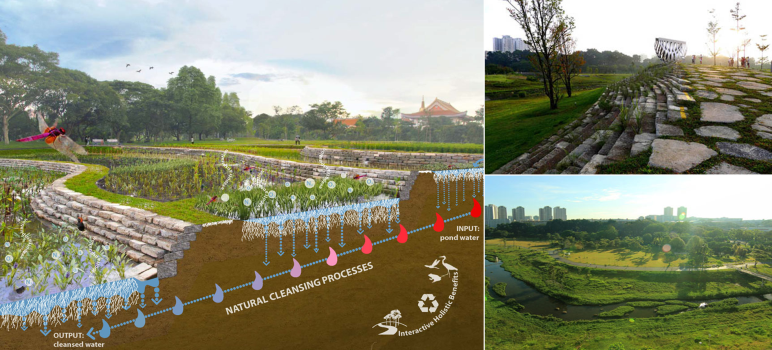 INPUT:
pond water
NATURAL CLEANSING PROCESSES
Interactive Holistic Benefits
OUTPUT:
cleansed water